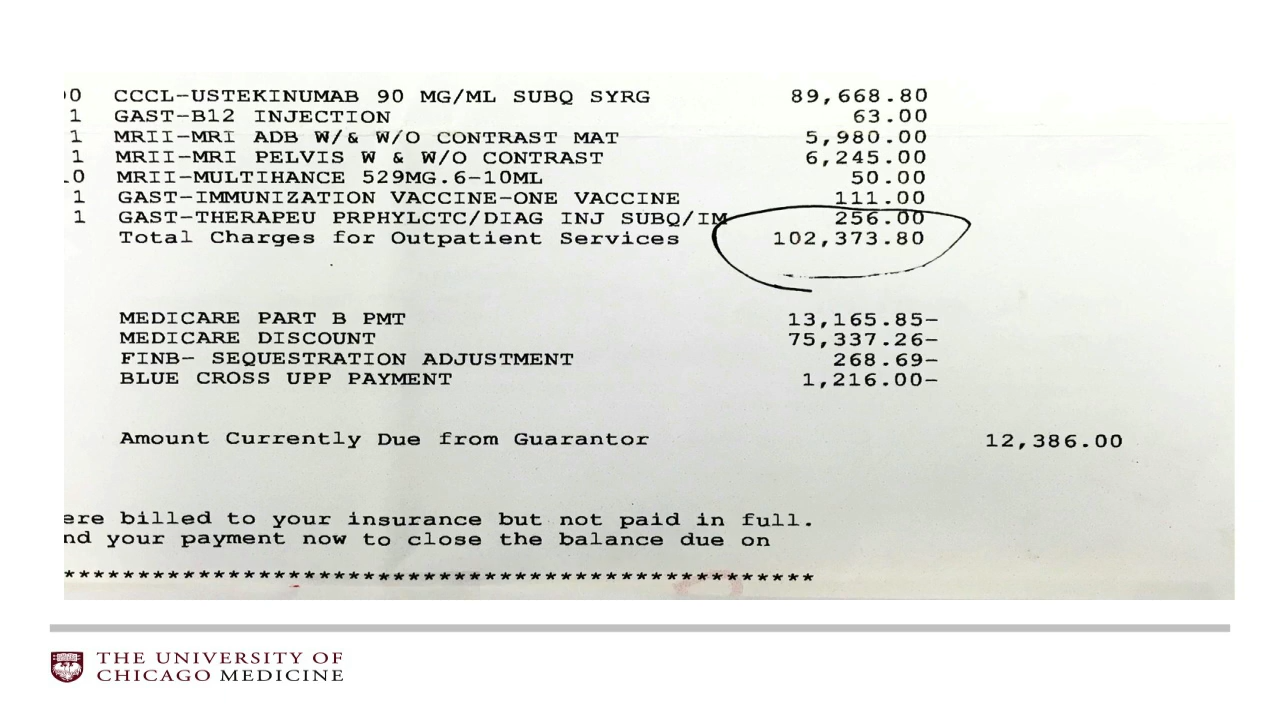 CCCL-USTEKINUMAB 90 MG/ML SUBQ SYRG 89,668.80
1 GAST-B12 INJECTION 63.00
1 MRII-MRI ADB W/& W/O CONTRAST MAT 5,980.00
1 MRII-MRI PELVIS W & W/O CONTRAST 6,245.00
MRII-MULTIHANCE 529MG.6-10ML 50.00
1 GAST-IMMUNIZATION VACCINE-ONE VACCINE 111.00
1 GAST-THERAPEU PRPHYLCTC/DIAG INJ SUBQ/IM 256.00
Total Charges for Outpatient Services 102,373.80
MEDICARE PART B PMT 13,165.85-
MEDICARE DISCOUNT 75,337.26-
FINB- SEQUESTRATION ADJUSTMENT 268.69-
BLUE CROSS UPP PAYMENT 1,216.00-
Amount Currently Due from Guarantor 12,386.00
ere billed to your insurance but not paid in full.
nd your payment now to close the balance due on
***************************************************
THE UNIVERSITY OF
CHICAGO MEDICINE